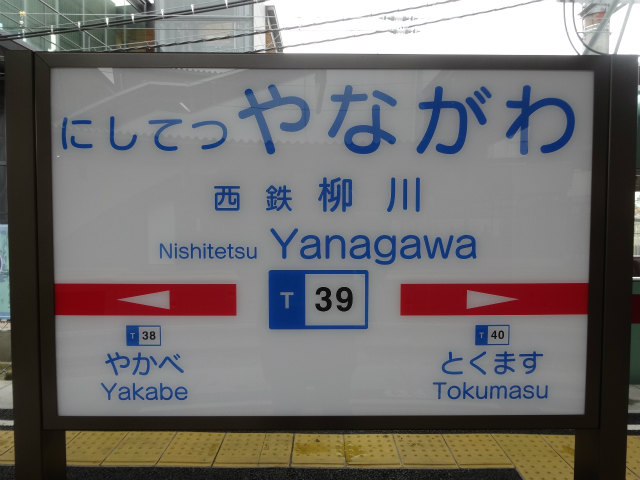 にしてつ やながわ
西鉄 柳川
Nishitetsu Yanagawa
T 39
T 38
やかべ
Yakabe
T 40
とくます
Tokumasu